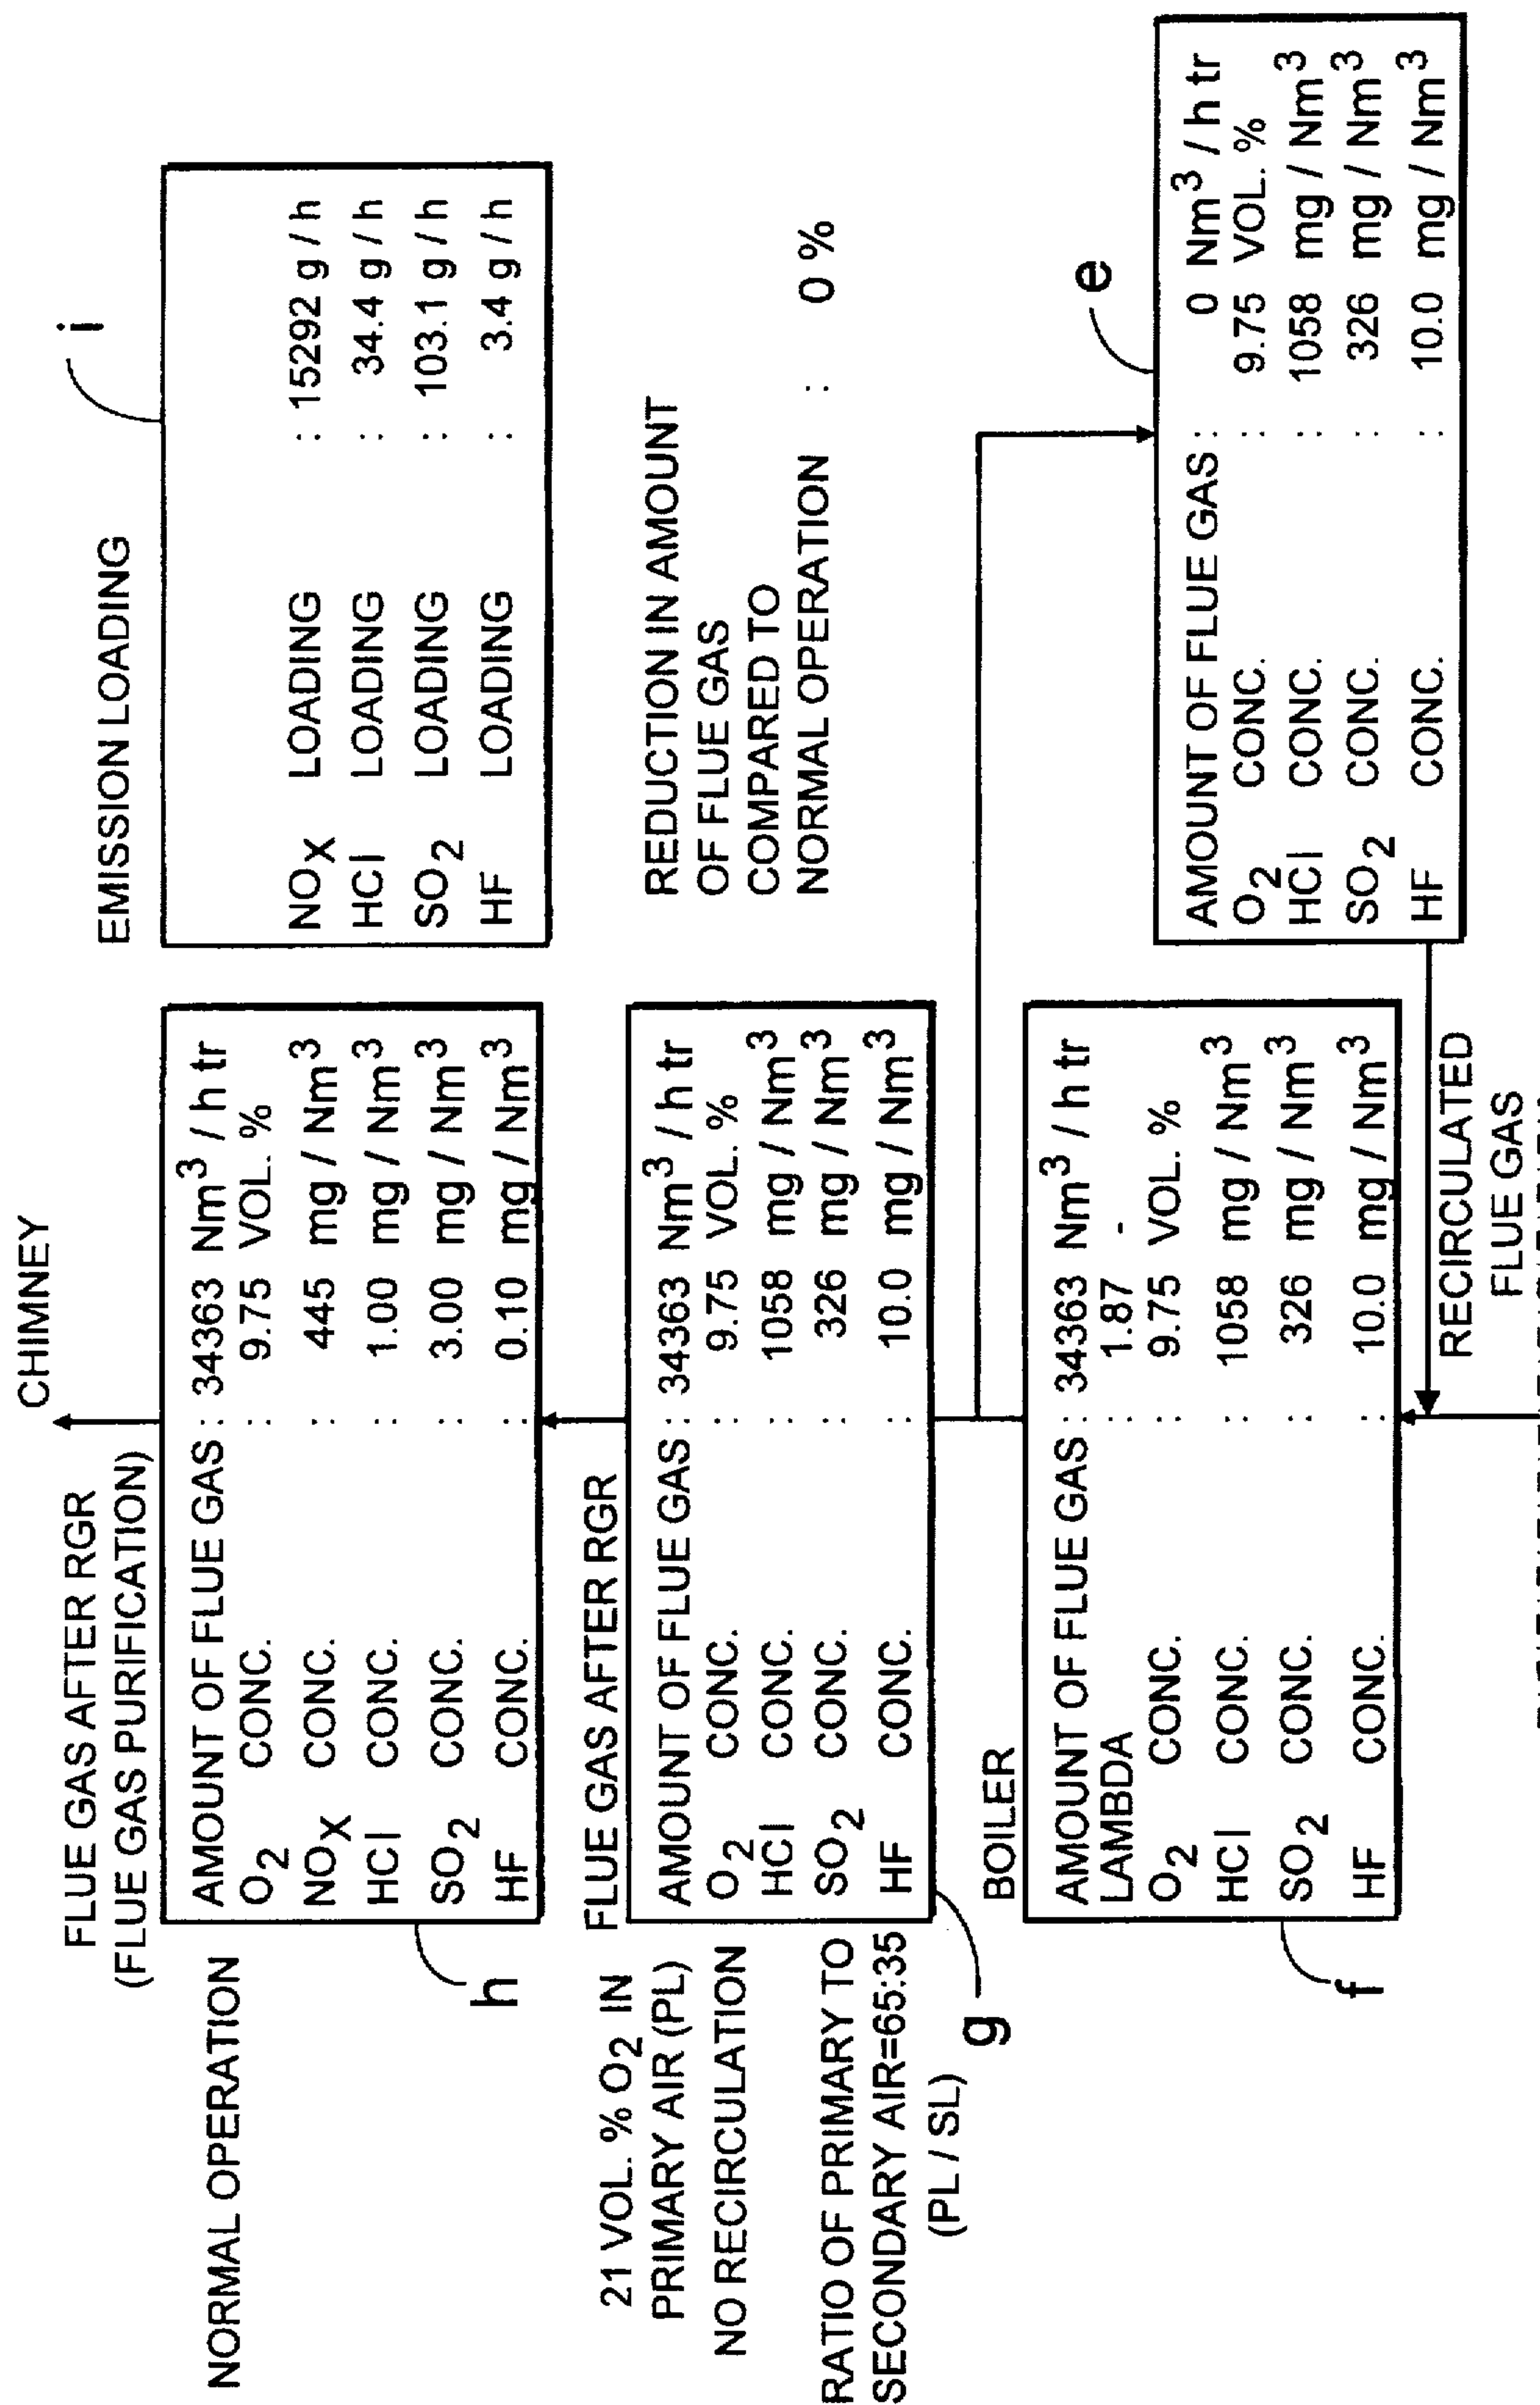 CHIMNEY
FLUE GAS AFTER RGR
(FLUE GAS PURIFICATION)
NORMAL OPERATION
AMOUNT OF FLUE GAS : 34363 Nm³ / h tr
O₂ CONC. : 9.75 VOL. %
NOX CONC. : 445 mg / Nm³
HCl CONC. : 1.00 mg / Nm³
SO₂ CONC. : 3.00 mg / Nm³
HF CONC. : 0.10 mg / Nm³
h
EMISSION LOADING
i
NOX LOADING : 15292 g / h
HCl LOADING : 34.4 g / h
SO₂ LOADING : 103.1 g / h
HF LOADING : 3.4 g / h
21 VOL. % O₂ IN
PRIMARY AIR (PL)
NO RECIRCULATION
RATIO OF PRIMARY TO
SECONDARY AIR=65:35
(PL / SL)
FLUE GAS AFTER RGR
AMOUNT OF FLUE GAS : 34363 Nm³ / h tr
O₂ CONC. : 9.75 VOL. %
HCl CONC. : 1058 mg / Nm³
SO₂ CONC. : 326 mg / Nm³
HF CONC. : 10.0 mg / Nm³
g
REDUCTION IN AMOUNT
OF FLUE GAS
COMPARED TO
NORMAL OPERATION : 0 %
BOILER
AMOUNT OF FLUE GAS : 34363 Nm³ / h tr
LAMBDA : 1.87 -
O₂ CONC. : 9.75 VOL. %
HCl CONC. : 1058 mg / Nm³
SO₂ CONC. : 326 mg / Nm³
HF CONC. : 10.0 mg / Nm³
f
e
AMOUNT OF FLUE GAS : 0 Nm³ / h tr
O₂ CONC. : 9.75 VOL. %
HCl CONC. : 1058 mg / Nm³
SO₂ CONC. : 326 mg / Nm³
HF CONC. : 10.0 mg / Nm³
RECIRCULATED
FLUE GAS